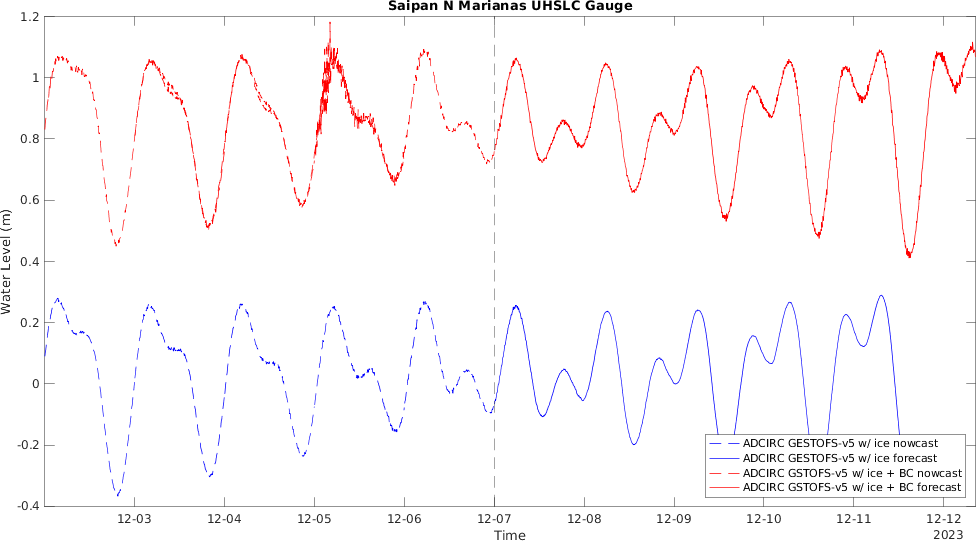 Saipan N Marianas UHSLC Gauge
1.2
1
0.8
0.6
0.4
0.2
0
-0.2
-0.4
Water Level (m)
ADCIRC GESTOFS-v5 w/ ice nowcast
ADCIRC GESTOFS-v5 w/ ice forecast
ADCIRC GSTOFS-v5 w/ ice + BC nowcast
ADCIRC GSTOFS-v5 w/ ice + BC forecast
12-03 12-04 12-05 12-06 12-07 12-08 12-09 12-10 12-11 12-12
Time 2023